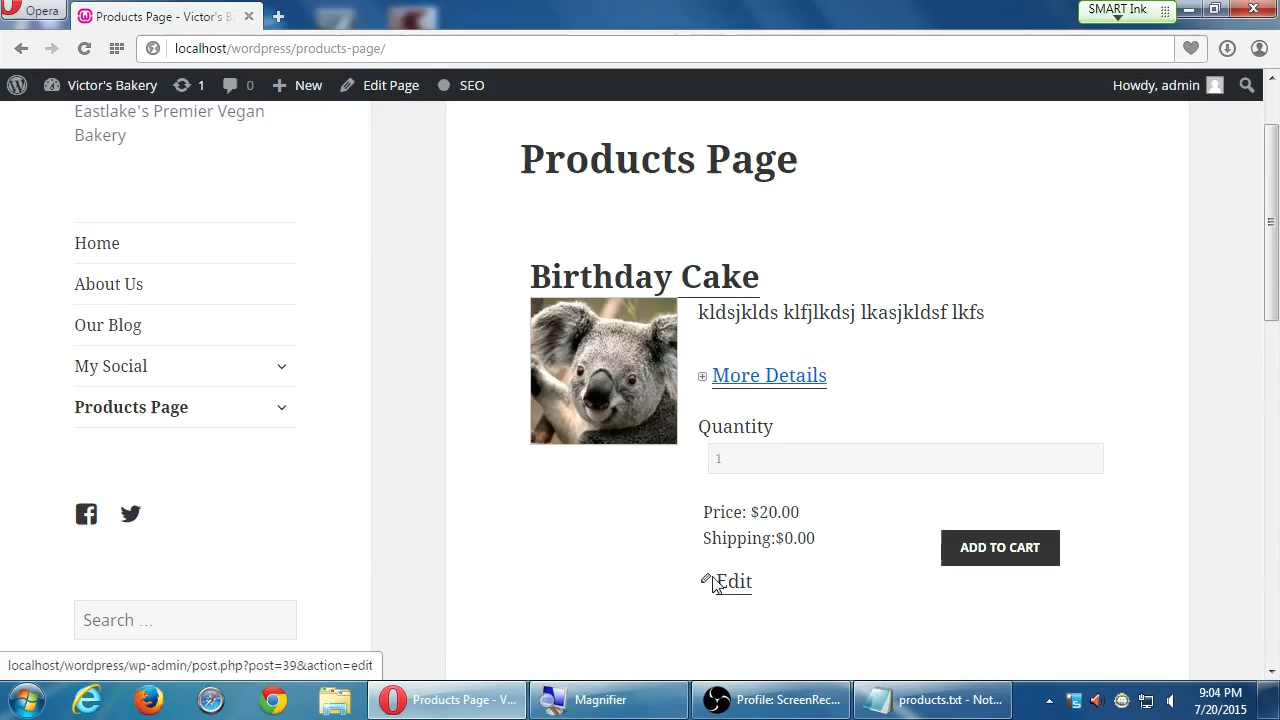 Opera
Products Page - Victor's B
SMART Ink
localhost/wordpress/products-page/
Victor's Bakery
1
0
New
Edit Page
SEO
Howdy, admin
Eastlake's Premier Vegan
Bakery
Home
About Us
Our Blog
My Social
Products Page
Search …
Products Page
Birthday Cake
kldsjklds klfjlkdsj lkasjkldsf lkfs
More Details
Quantity
1
Price: $20.00
Shipping:$0.00
ADD TO CART
Edit
localhost/wordpress/wp-admin/post.php?post=39&action=edit
Products Page - V...
Magnifier
Profile: ScreenRec...
products.txt - Not...
9:04 PM
7/20/2015